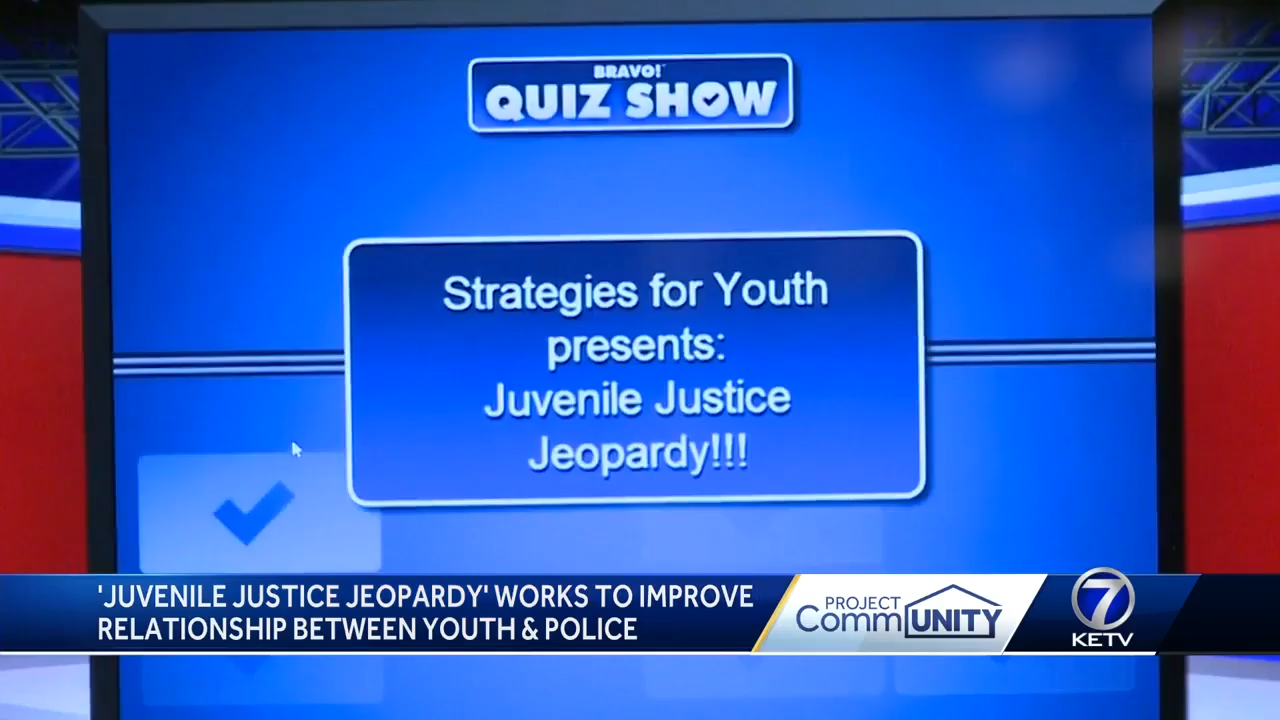 BRAVO!™
QUIZ SHOW
Strategies for Youth
presents:
Juvenile Justice
Jeopardy!!!
'JUVENILE JUSTICE JEOPARDY' WORKS TO IMPROVE
RELATIONSHIP BETWEEN YOUTH & POLICE
PROJECT
CommUNITY
7
KETV